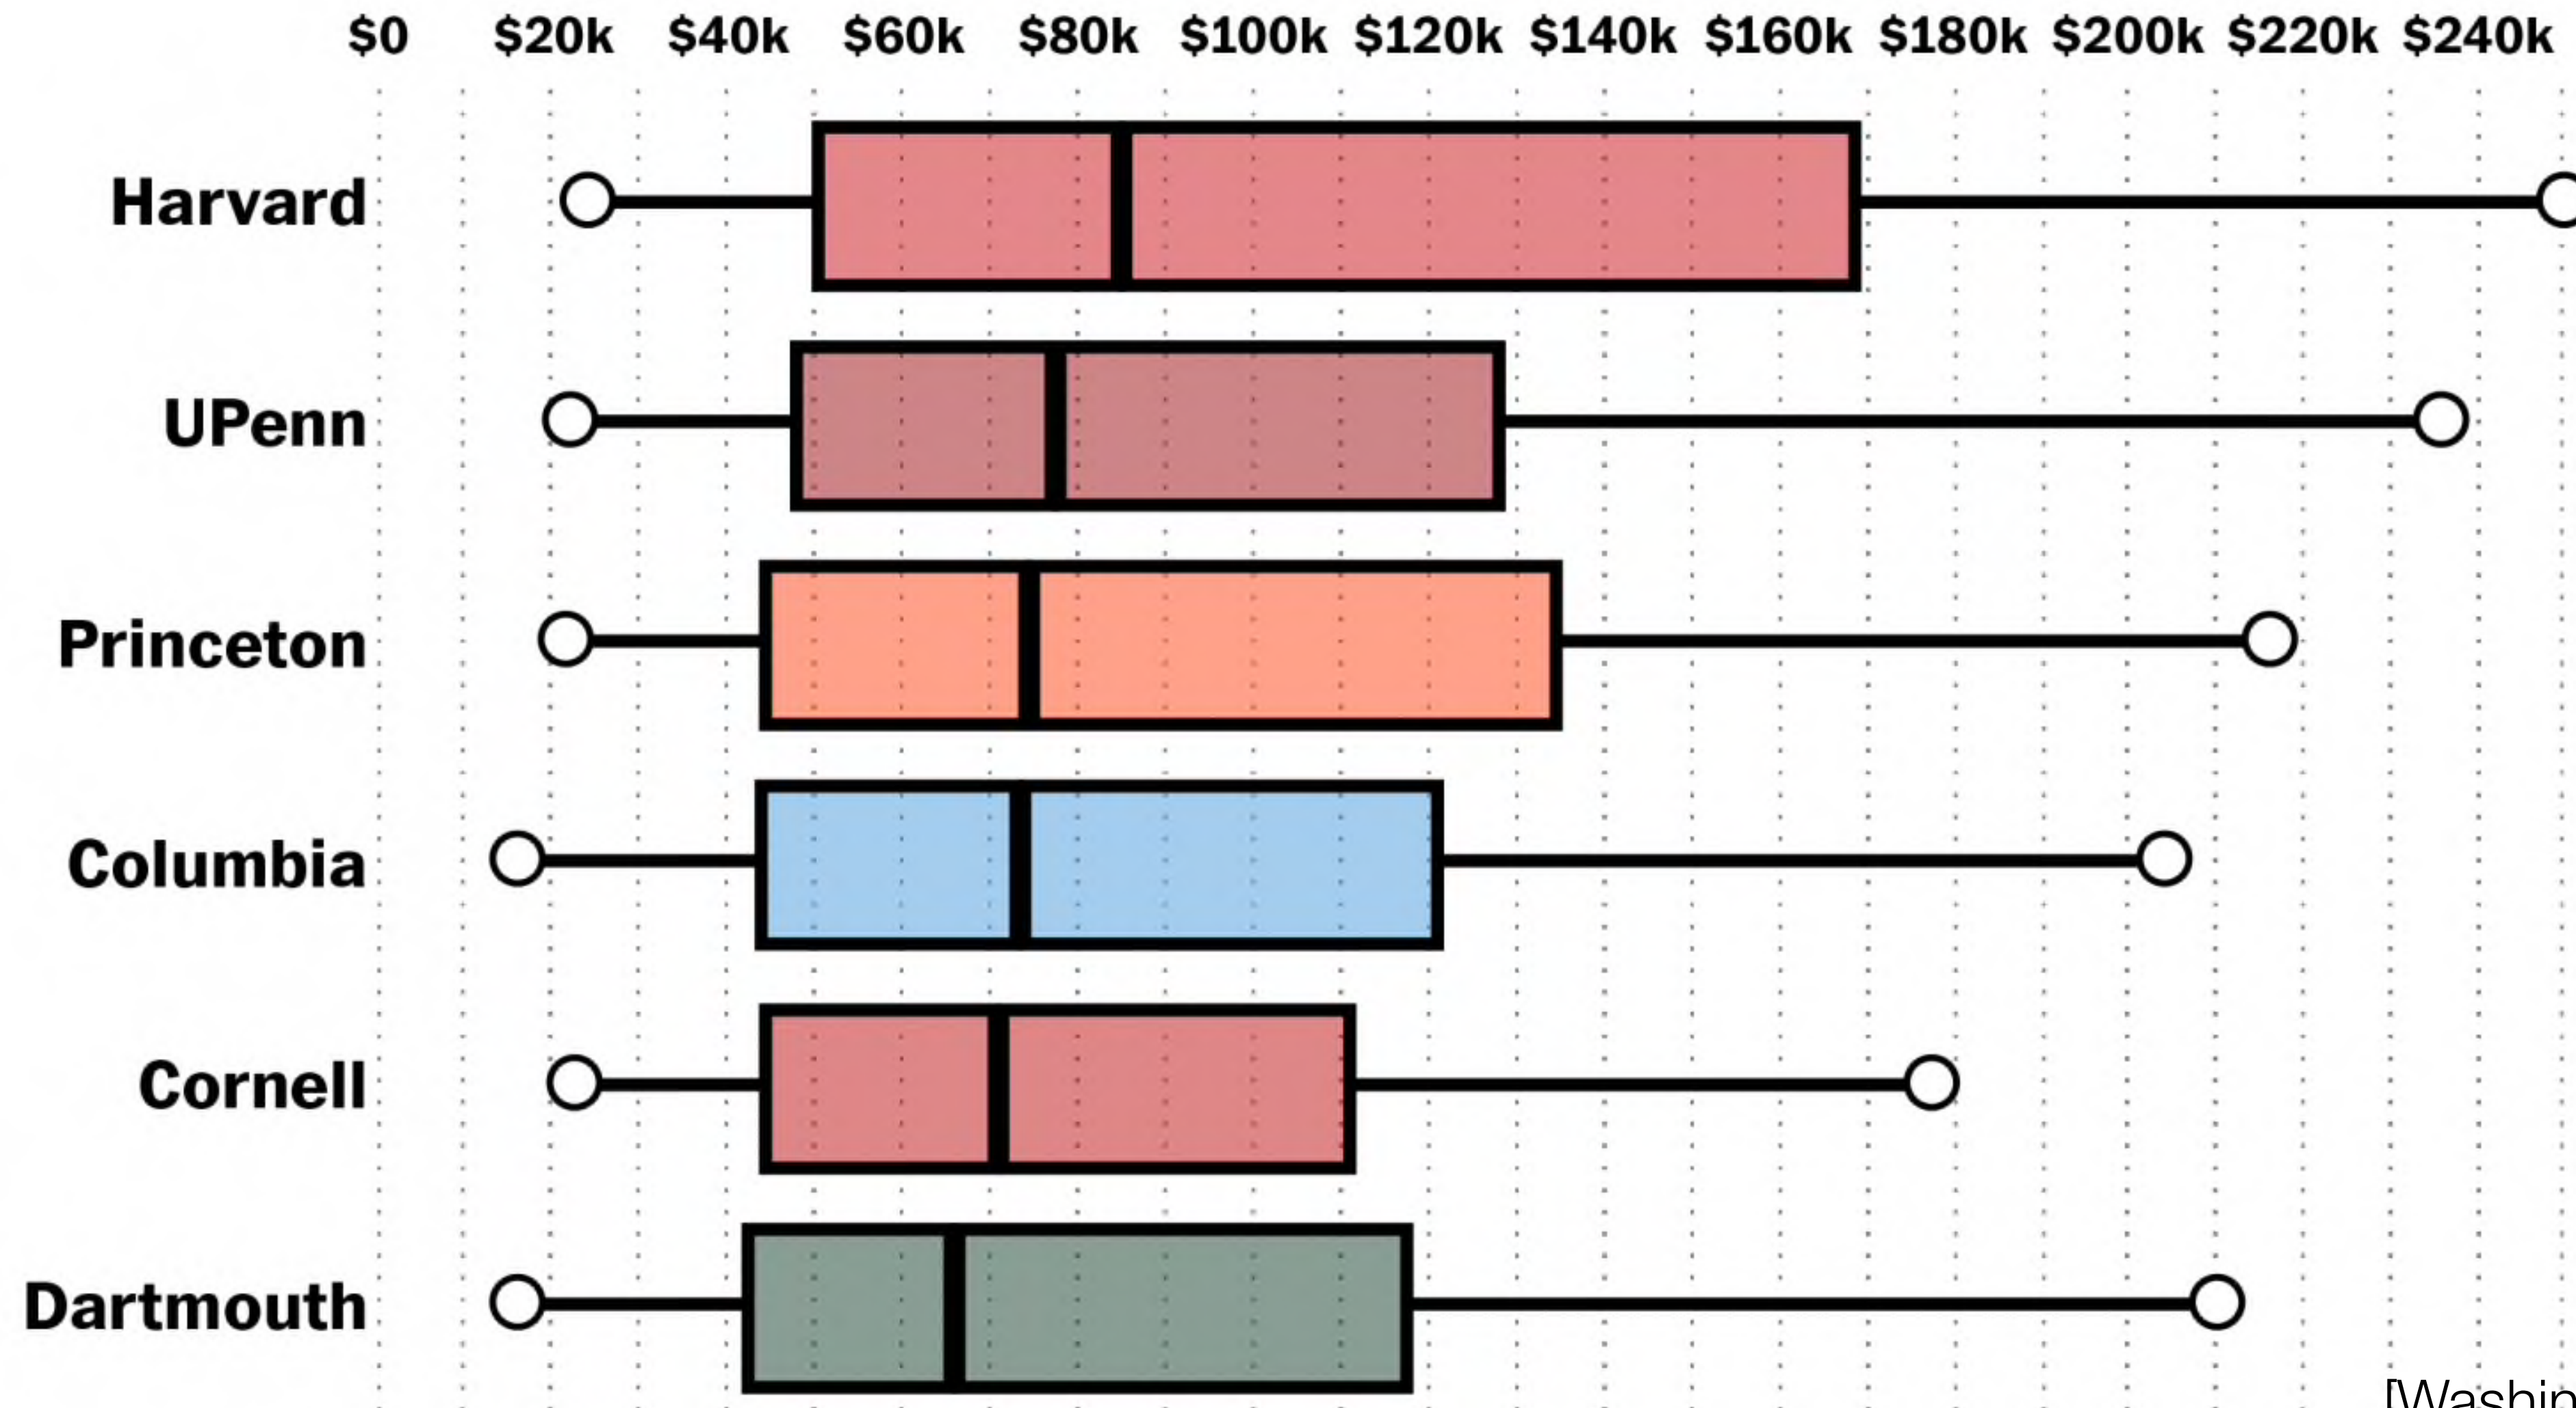 $0 $20k $40k $60k $80k $100k $120k $140k $160k $180k $200k $220k $240k
Harvard
UPenn
Princeton
Columbia
Cornell
Dartmouth